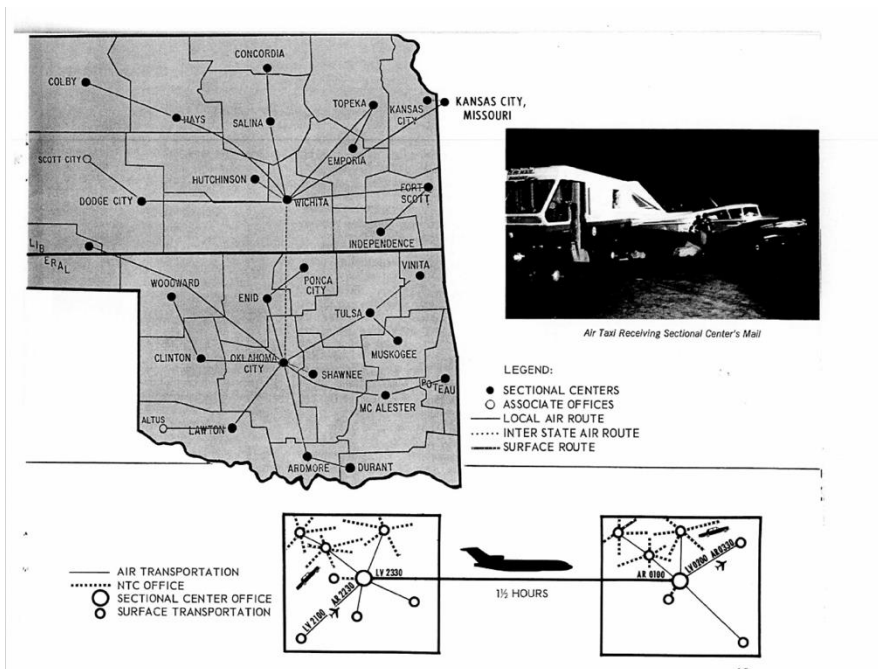 CONCORDIA
COLBY
TOPEKA
KANSAS
CITY
KANSAS CITY,
MISSOURI
HAYS
SALINA
EMPORIA
SCOTT CITY
HUTCHINSON
DODGE CITY
WICHITA
FORT
SCOTT
INDEPENDENCE
LIB
ERAL
WOODWARD
ENID
PONCA
CITY
VINITA
TULSA
CLINTON
OKLAHOMA
CITY
MUSKOGEE
SHAWNEE
POTEAU
MC ALESTER
ALTUS
LAWTON
ARDMORE
DURANT
Air Taxi Receiving Sectional Center's Mail
LEGEND:
SECTIONAL CENTERS
ASSOCIATE OFFICES
LOCAL AIR ROUTE
INTER STATE AIR ROUTE
SURFACE ROUTE
AIR TRANSPORTATION
NTC OFFICE
SECTIONAL CENTER OFFICE
SURFACE TRANSPORTATION
LV 2100 AR 2230
LV 2330
1½ HOURS
AR 0100
LV 0200 AR 0330